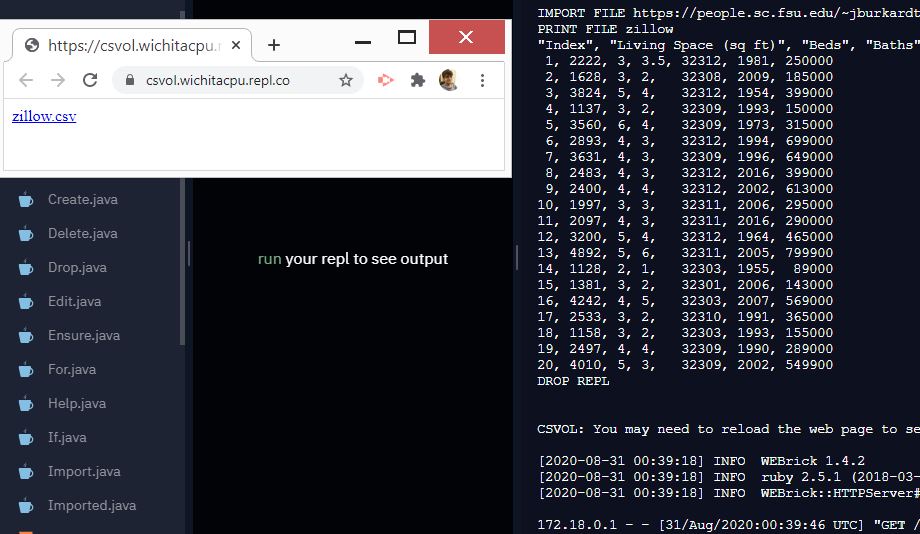 https://csvol.wichitacpu.r
csvol.wichitacpu.repl.co
zillow.csv
Create.java
Delete.java
Drop.java
Edit.java
Ensure.java
For.java
Help.java
If.java
Import.java
Imported.java
run your repl to see output
IMPORT FILE https://people.sc.fsu.edu/~jburkardt
PRINT FILE zillow
"Index", "Living Space (sq ft)", "Beds", "Baths"
1, 2222, 3, 3.5, 32312, 1981, 250000
2, 1628, 3, 2, 32308, 2009, 185000
3, 3824, 5, 4, 32312, 1954, 399000
4, 1137, 3, 2, 32309, 1993, 150000
5, 3560, 6, 4, 32309, 1973, 315000
6, 2893, 4, 3, 32312, 1994, 699000
7, 3631, 4, 3, 32309, 1996, 649000
8, 2483, 4, 3, 32312, 2016, 399000
9, 2400, 4, 4, 32312, 2002, 613000
10, 1997, 3, 3, 32311, 2006, 295000
11, 2097, 4, 3, 32311, 2016, 290000
12, 3200, 5, 4, 32312, 1964, 465000
13, 4892, 5, 6, 32311, 2005, 799900
14, 1128, 2, 1, 32303, 1955, 89000
15, 1381, 3, 2, 32301, 2006, 143000
16, 4242, 4, 5, 32303, 2007, 569000
17, 2533, 3, 2, 32310, 1991, 365000
18, 1158, 3, 2, 32303, 1993, 155000
19, 2497, 4, 4, 32309, 1990, 289000
20, 4010, 5, 3, 32309, 2002, 549900
DROP REPL
CSVOL: You may need to reload the web page to se
[2020-08-31 00:39:18] INFO WEBrick 1.4.2
[2020-08-31 00:39:18] INFO ruby 2.5.1 (2018-03-
[2020-08-31 00:39:18] INFO WEBrick::HTTPServer#
172.18.0.1 - - [31/Aug/2020:00:39:46 UTC] "GET /